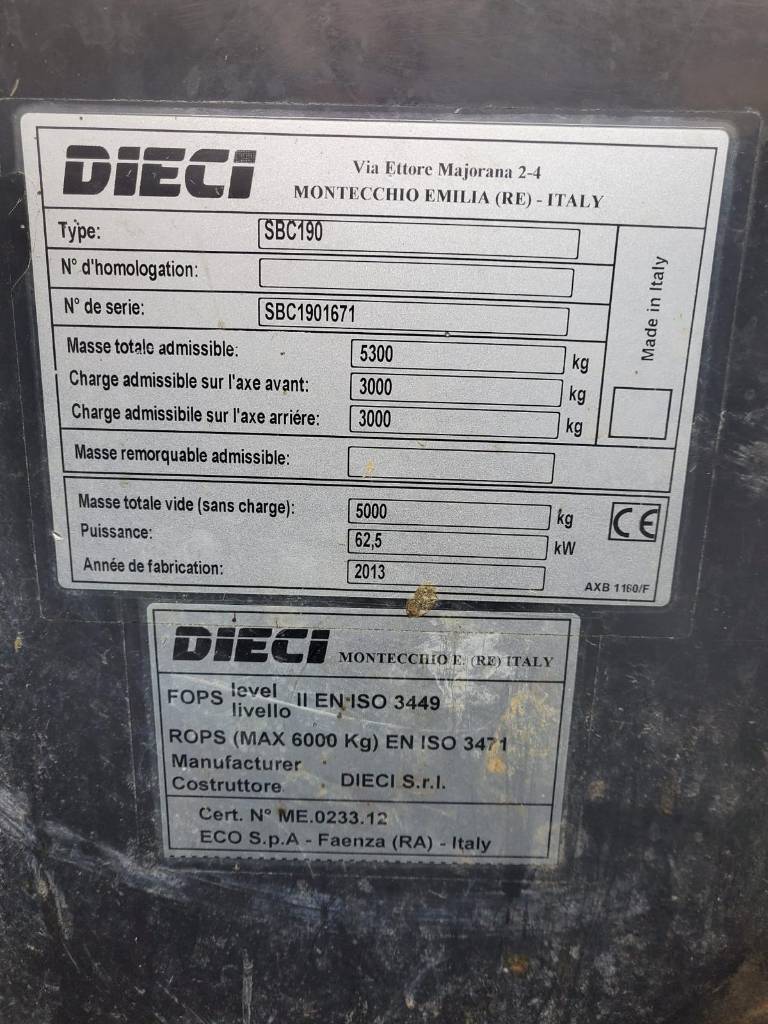 DIECI
Via Ettore Majorana 2-4
MONTECCHIO EMILIA (RE) - ITALY
Type: SBC190
N° d'homologation:
N° de serie: SBC1901671
Made in Italy
Masse totale admissible: 5300 kg
Charge admissible sur l'axe avant: 3000 kg
Charge admissibile sur l'axe arriére: 3000 kg
Masse remorquable admissible:
Masse totale vide (sans charge): 5000 kg
Puissance: 62,5 kW
Année de fabrication: 2013
CE
AXB 1160/F
DIECI MONTECCHIO E. (RE) ITALY
FOPS level II EN ISO 3449
livello
ROPS (MAX 6000 Kg) EN ISO 3471
Manufacturer
Costruttore DIECI S.r.l.
Cert. N° ME.0233.12
ECO S.p.A - Faenza (RA) - Italy